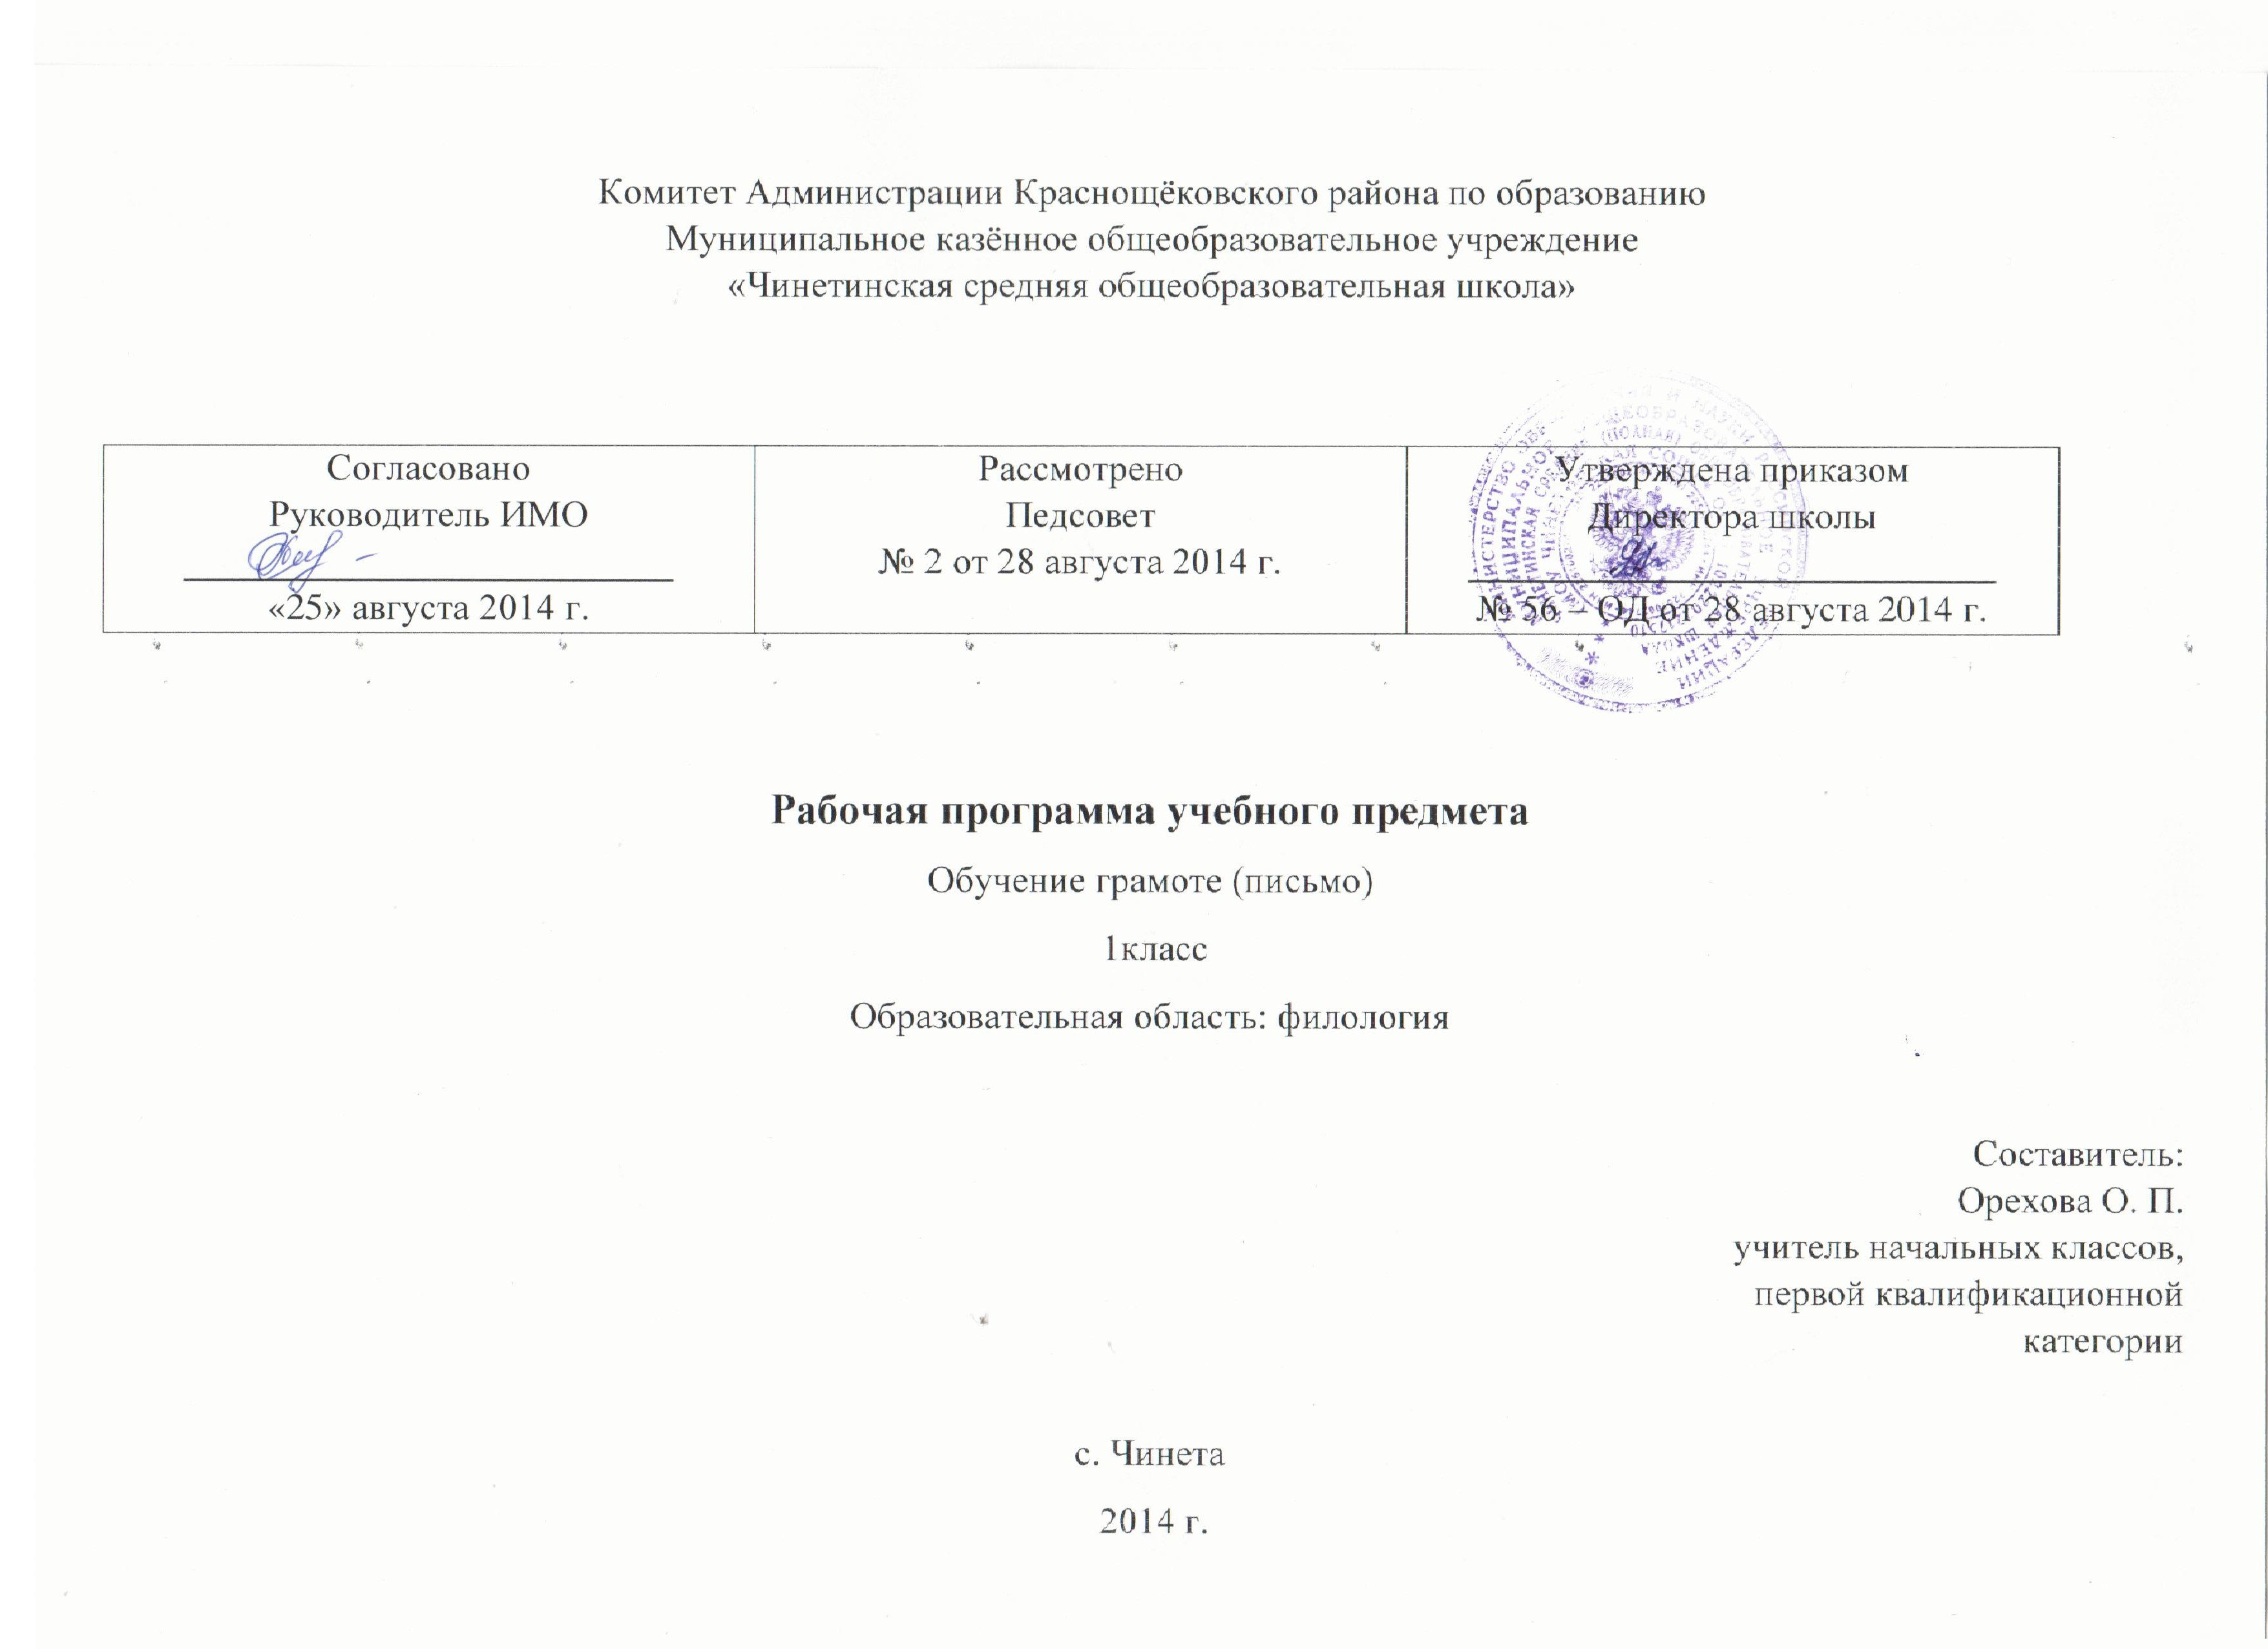 Комитет Администрации Краснощёковского района по образованию
Муниципальное казённое общеобразовательное учреждение
«Чинетинская средняя общеобразовательная школа»
Согласовано
Руководитель ИМО
«25» августа 2014 г.
Рассмотрено
Педсовет
№ 2 от 28 августа 2014 г.
Утверждена приказом
Директора школы
№ 56 – ОД от 28 августа 2014 г.
Рабочая программа учебного предмета
Обучение грамоте (письмо)
1класс
Образовательная область: филология
Составитель:
Орехова О. П.
учитель начальных классов,
первой квалификационной
категории
с. Чинета
2014 г.